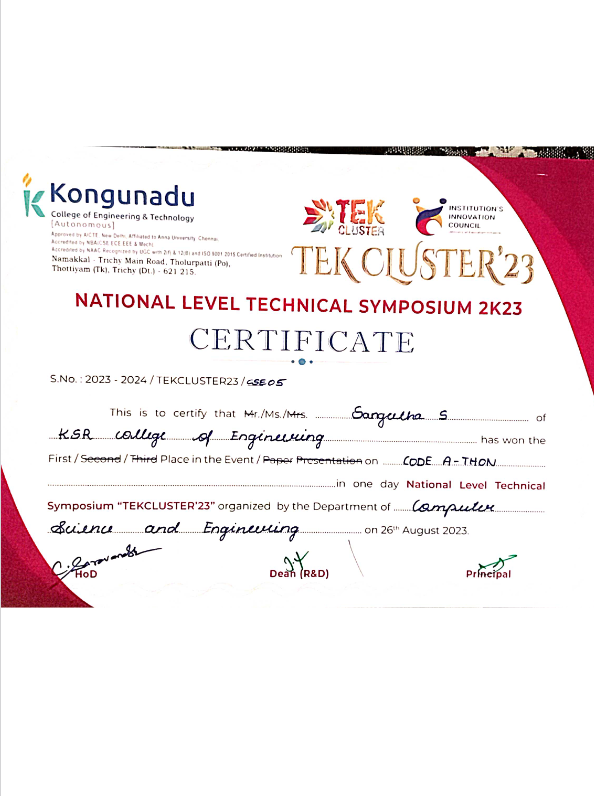 Kongunadu
College of Engineering & Technology
[Autonomous]
Approved by AICTE, New Delhi, Affiliated to Anna University, Chennai.
Accredited by NBA(CSE ECE EEE & Mech)
Accredited by NAAC Recognized by UGC with 2(f) & 12(B) and ISO 9001:2015 Certified Institution
Namakkal - Trichy Main Road, Tholurpatti (Po),
Thottiyam (Tk), Trichy (Dt.) - 621 215.
TEK
CLUSTER
INSTITUTION'S
INNOVATION
COUNCIL
TEK CLUSTER'23
NATIONAL LEVEL TECHNICAL SYMPOSIUM 2K23
CERTIFICATE
S.No. : 2023 - 2024 / TEKCLUSTER23 / CSE05
This is to certify that Mr./Ms./Mrs. Sangeetha S of
KSR college of Engineering has won the
First / Second / Third Place in the Event / Paper Presentation on CODE A-THON
in one day National Level Technical
Symposium "TEKCLUSTER'23" organized by the Department of Computer
Science and Engineering on 26th August 2023.
HoD Dean (R&D) Principal